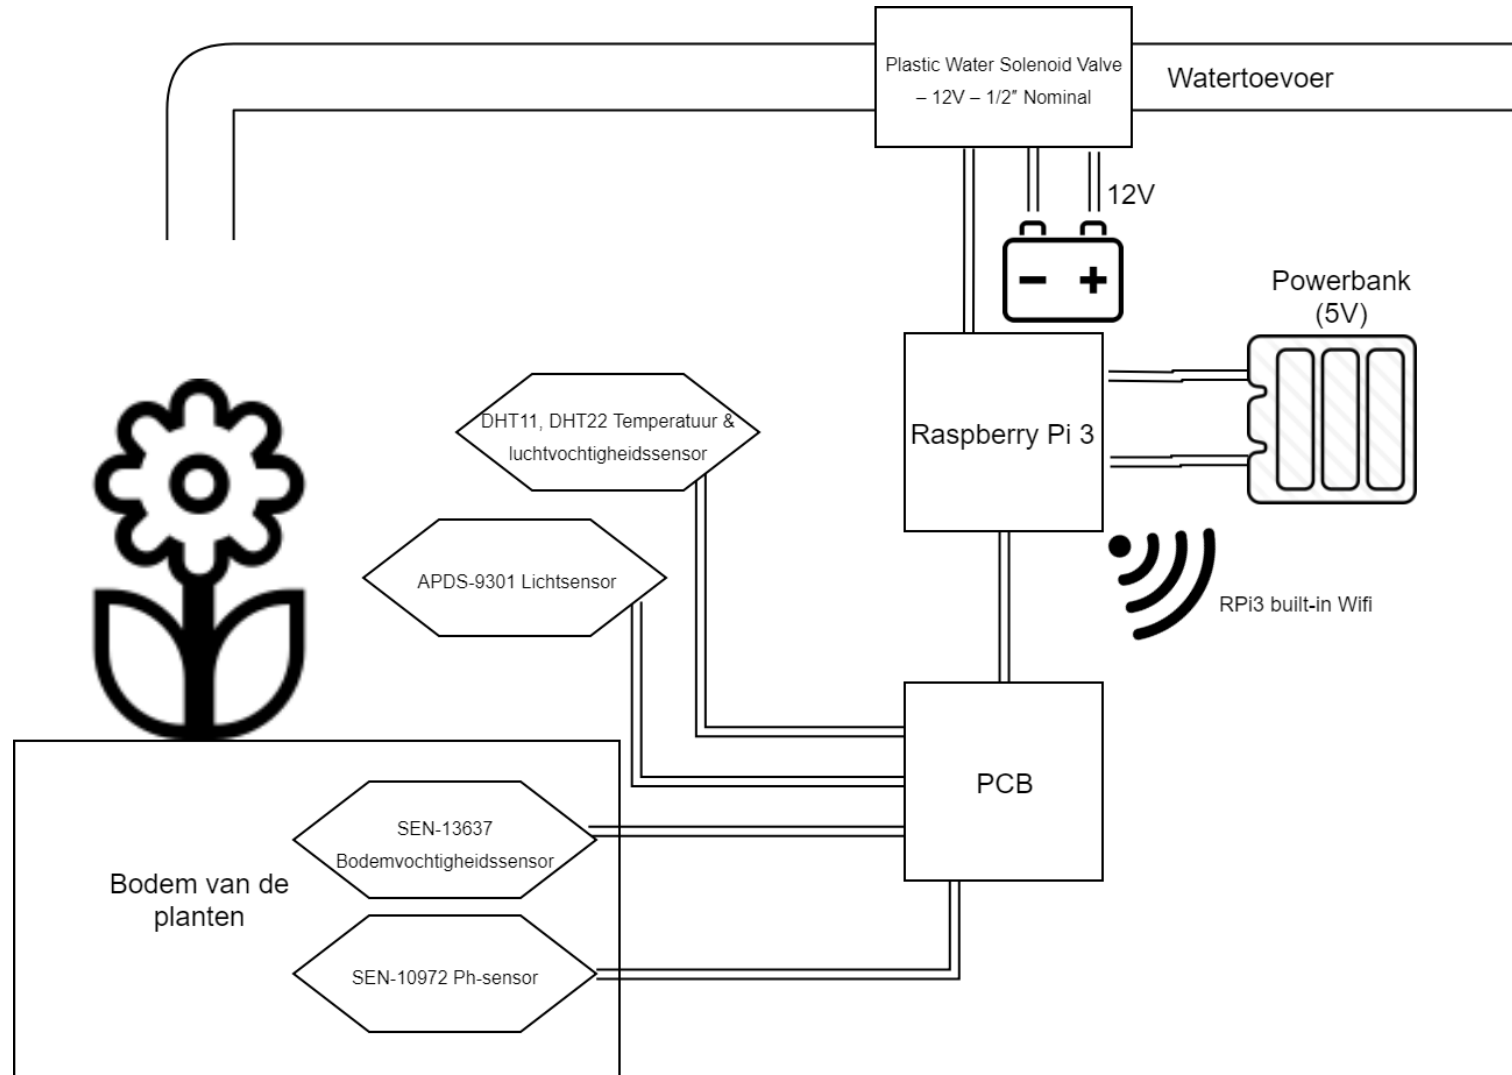 Plastic Water Solenoid Valve
– 12V – 1/2″ Nominal
Watertoevoer
12V
Powerbank
(5V)
Raspberry Pi 3
DHT11, DHT22 Temperatuur &
luchtvochtigheidssensor
APDS-9301 Lichtsensor
RPi3 built-in Wifi
PCB
SEN-13637
Bodemvochtigheidssensor
Bodem van de
planten
SEN-10972 Ph-sensor